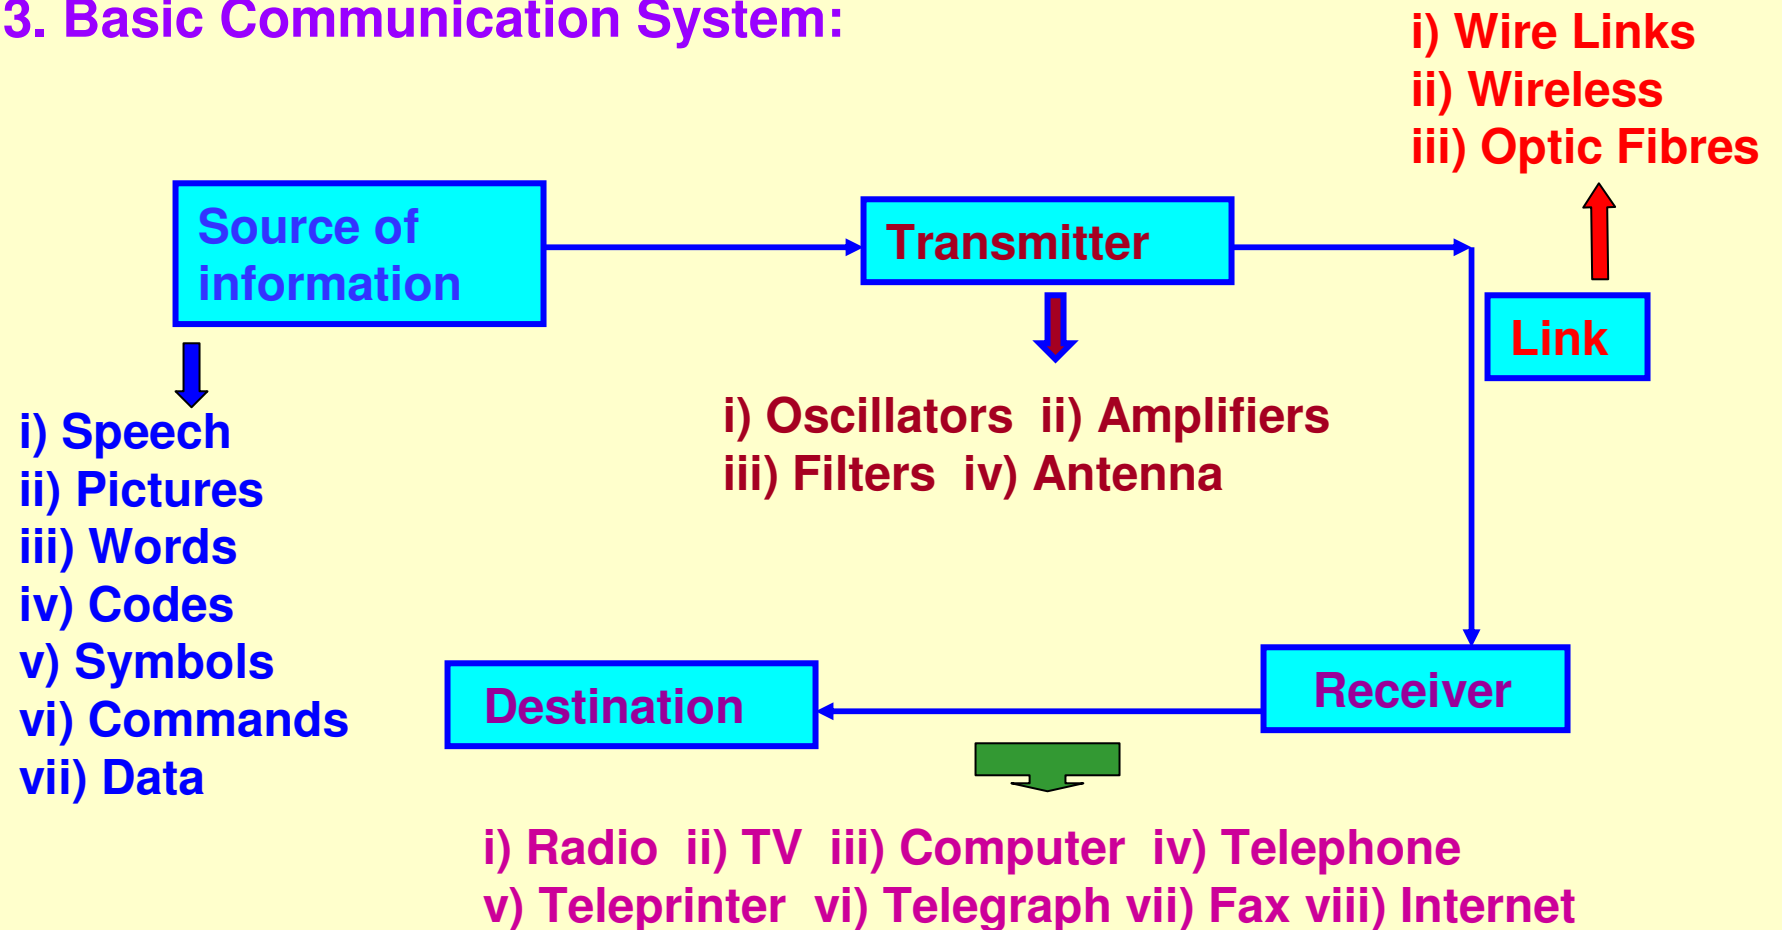 3. Basic Communication System:
i) Wire Links
ii) Wireless
iii) Optic Fibres
Source of
information
Transmitter
Link
i) Speech
ii) Pictures
iii) Words
iv) Codes
v) Symbols
vi) Commands
vii) Data
i) Oscillators ii) Amplifiers
iii) Filters iv) Antenna
Receiver
Destination
i) Radio ii) TV iii) Computer iv) Telephone
v) Teleprinter vi) Telegraph vii) Fax viii) Internet